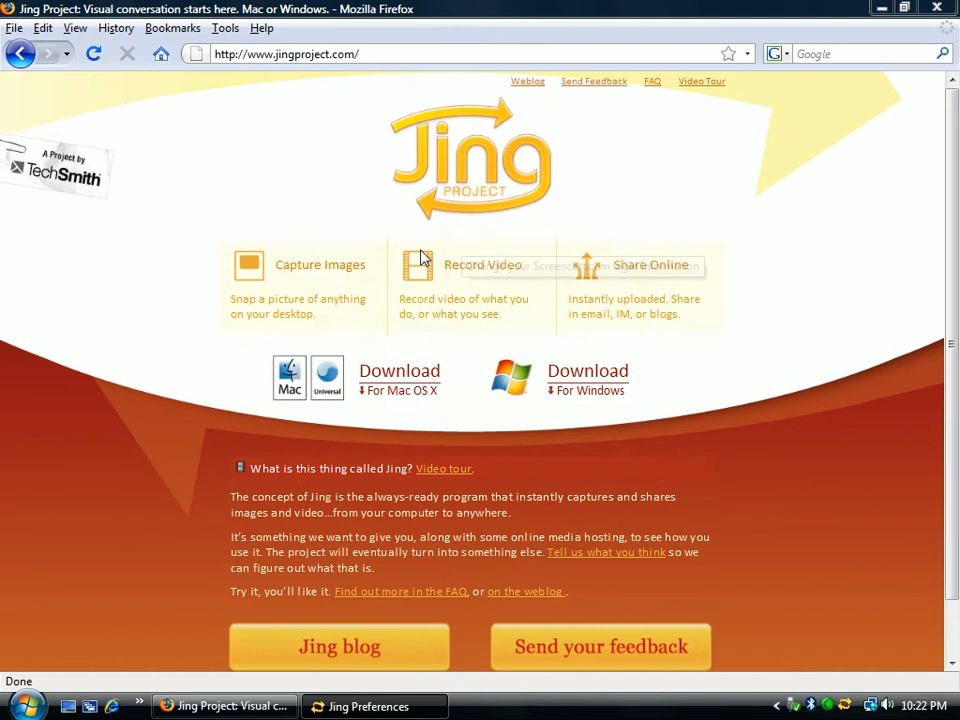 Jing Project: Visual conversation starts here. Mac or Windows. - Mozilla Firefox
File Edit View History Bookmarks Tools Help
http://www.jingproject.com/
G Google
Weblog Send Feedback FAQ Video Tour
A Project by
TechSmith
Jing
PROJECT
Capture Images Record Video Share Online
Snap a picture of anything
on your desktop.
Record video of what you
do, or what you see.
Instantly uploaded. Share
in email, IM, or blogs.
Mac Universal
Download
For Mac OS X
Download
For Windows
What is this thing called Jing? Video tour.
The concept of Jing is the always-ready program that instantly captures and shares
images and video...from your computer to anywhere.
It's something we want to give you, along with some online media hosting, to see how you
use it. The project will eventually turn into something else. Tell us what you think so we
can figure out what that is.
Try it, you'll like it. Find out more in the FAQ, or on the weblog .
Jing blog Send your feedback
Done
Jing Project: Visual c... Jing Preferences 10:22 PM